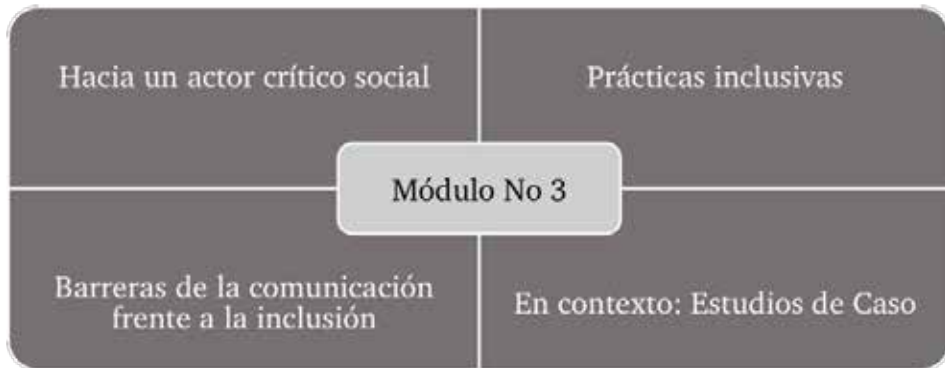 Hacia un actor crítico social
Prácticas inclusivas
Módulo No 3
Barreras de la comunicación
frente a la inclusión
En contexto: Estudios de Caso